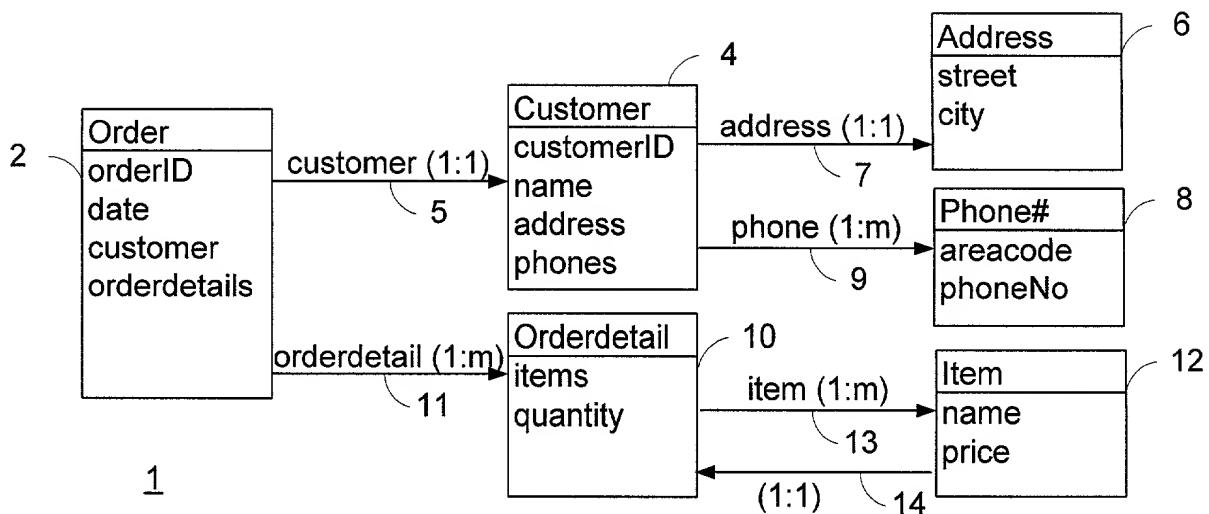 2
Order
orderID
date
customer
orderdetails
customer (1:1)
5
orderdetail (1:m)
11
4
Customer
customerID
name
address
phones
address (1:1)
7
phone (1:m)
9
6
Address
street
city
8
Phone#
areacode
phoneNo
10
Orderdetail
items
quantity
item (1:m)
13
(1:1)
14
12
Item
name
price
1